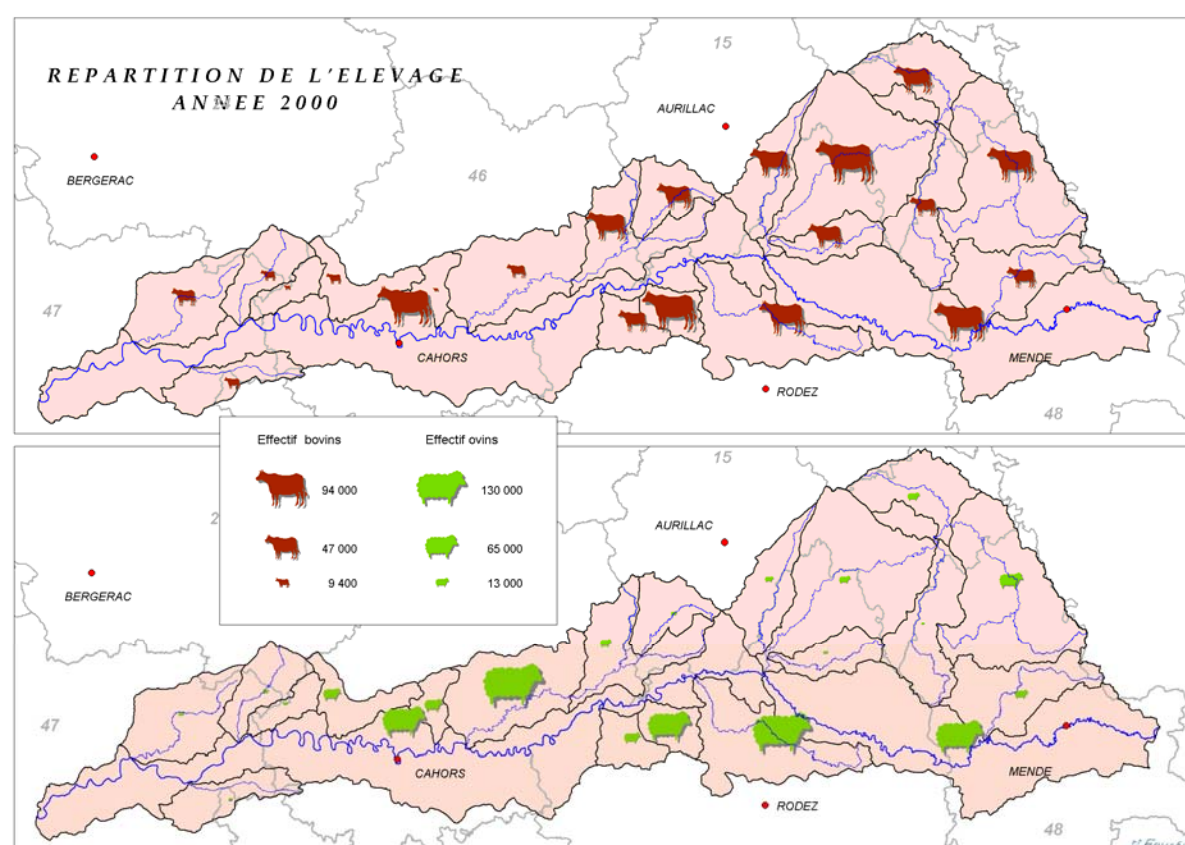 REPARTITION DE L'ELEVAGE
ANNEE 2000
15
AURILLAC
BERGERAC
46
47
CAHORS
MENDE
RODEZ
48
Effectif bovins
Effectif ovins
94 000
130 000
47 000
65 000
9 400
13 000
15
AURILLAC
BERGERAC
47
CAHORS
MENDE
RODEZ
48